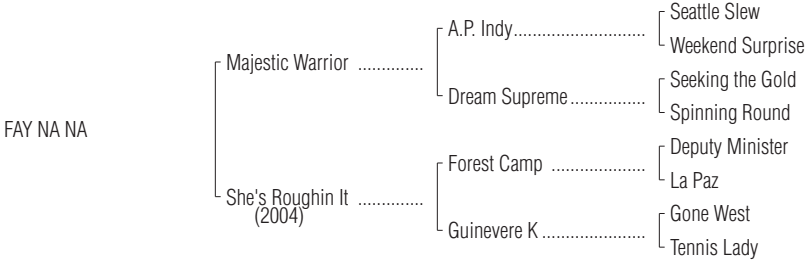 Seattle Slew
A.P. Indy............................
Weekend Surprise
Majestic Warrior ..............
Seeking the Gold
Dream Supreme................
Spinning Round
FAY NA NA
Deputy Minister
Forest Camp ....................
La Paz
She's Roughin It ..............
(2004)
Gone West
Guinevere K......................
Tennis Lady